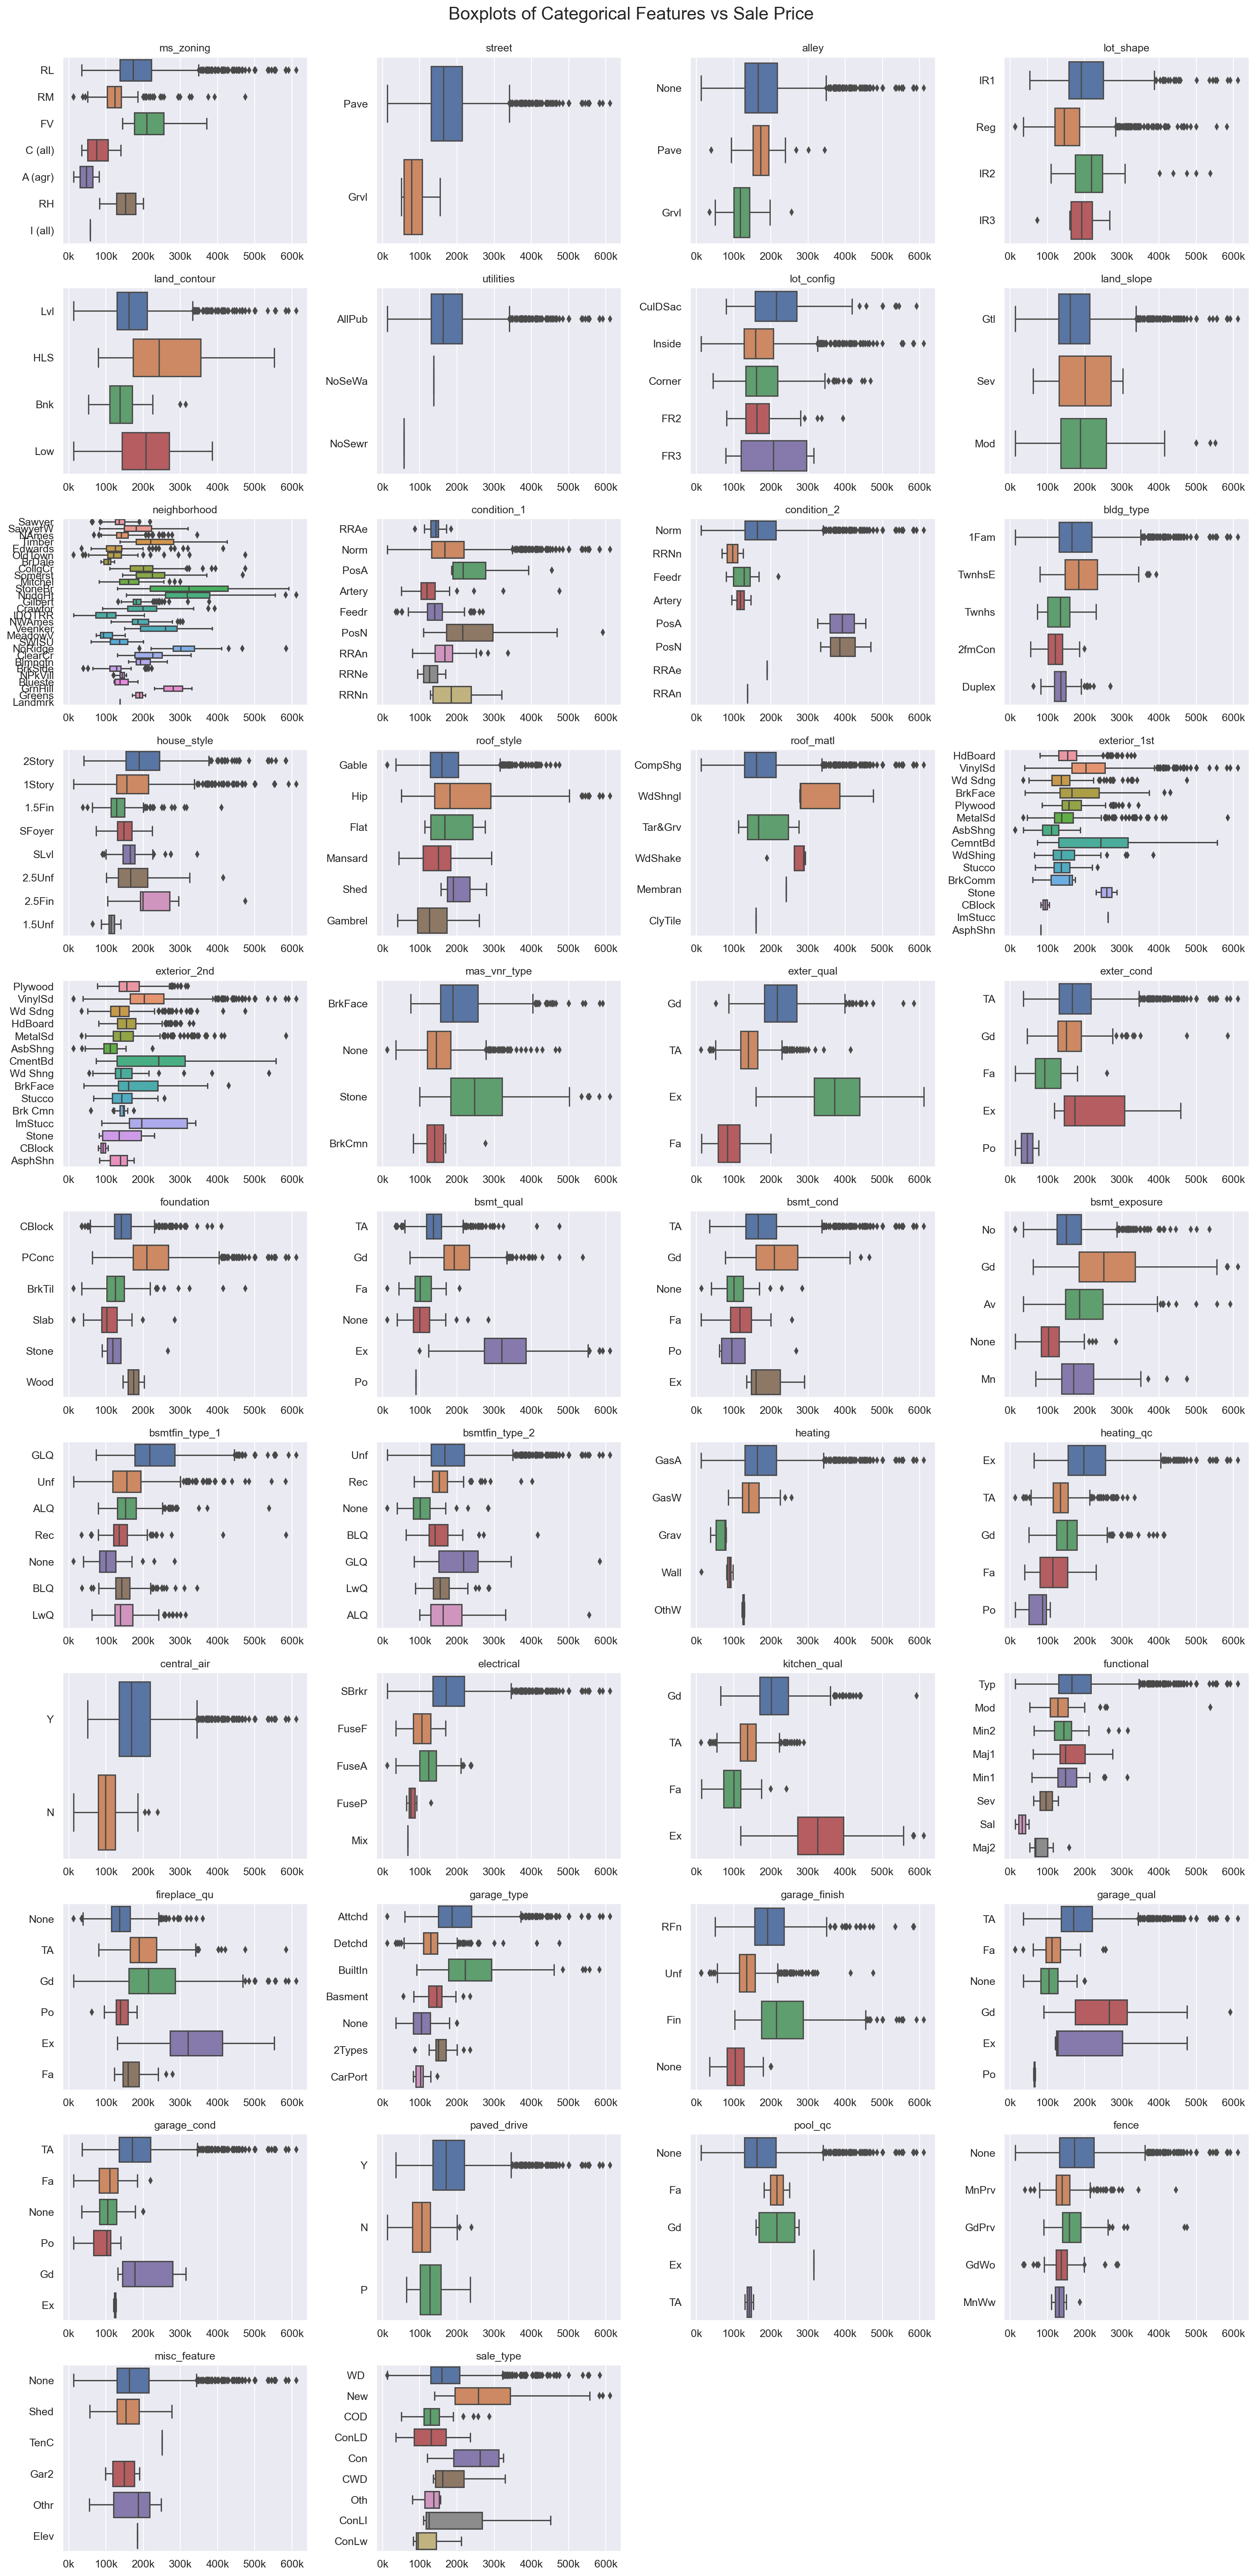 Boxplots of Categorical Features vs Sale Price
ms_zoning
RL
RM
FV
C (all)
A (agr)
RH
I (all)
0k 100k 200k 300k 400k 500k 600k
street
Pave
Grvl
0k 100k 200k 300k 400k 500k 600k
alley
None
Pave
Grvl
0k 100k 200k 300k 400k 500k 600k
lot_shape
IR1
Reg
IR2
IR3
0k 100k 200k 300k 400k 500k 600k
land_contour
Lvl
HLS
Bnk
Low
0k 100k 200k 300k 400k 500k 600k
utilities
AllPub
NoSeWa
NoSewr
0k 100k 200k 300k 400k 500k 600k
lot_config
CulDSac
Inside
Corner
FR2
FR3
0k 100k 200k 300k 400k 500k 600k
land_slope
Gtl
Sev
Mod
0k 100k 200k 300k 400k 500k 600k
neighborhood
Sawyer
SawyerW
NAmes
Timber
Edwards
OldTown
BrDale
CollgCr
Somerst
Mitchel
StoneBr
NridgHt
Gilbert
Crawfor
IDOTRR
NWAmes
Veenker
MeadowV
SWISU
NoRidge
ClearCr
Blmngtn
BrkSide
NPkVill
Blueste
GrnHill
Greens
Landmrk
0k 100k 200k 300k 400k 500k 600k
condition_1
RRAe
Norm
PosA
Artery
Feedr
PosN
RRAn
RRNe
RRNn
0k 100k 200k 300k 400k 500k 600k
condition_2
Norm
RRNn
Feedr
Artery
PosA
PosN
RRAe
RRAn
0k 100k 200k 300k 400k 500k 600k
bldg_type
1Fam
TwnhsE
Twnhs
2fmCon
Duplex
0k 100k 200k 300k 400k 500k 600k
house_style
2Story
1Story
1.5Fin
SFoyer
SLvl
2.5Unf
2.5Fin
1.5Unf
0k 100k 200k 300k 400k 500k 600k
roof_style
Gable
Hip
Flat
Mansard
Shed
Gambrel
0k 100k 200k 300k 400k 500k 600k
roof_matl
CompShg
WdShngl
Tar&Grv
WdShake
Membran
ClyTile
0k 100k 200k 300k 400k 500k 600k
exterior_1st
HdBoard
VinylSd
Wd Sdng
BrkFace
Plywood
MetalSd
AsbShng
CemntBd
WdShing
Stucco
BrkComm
Stone
CBlock
ImStucc
AsphShn
0k 100k 200k 300k 400k 500k 600k
exterior_2nd
Plywood
VinylSd
Wd Sdng
HdBoard
MetalSd
AsbShng
CmentBd
Wd Shng
BrkFace
Stucco
Brk Cmn
ImStucc
Stone
CBlock
AsphShn
0k 100k 200k 300k 400k 500k 600k
mas_vnr_type
BrkFace
None
Stone
BrkCmn
0k 100k 200k 300k 400k 500k 600k
exter_qual
Gd
TA
Ex
Fa
0k 100k 200k 300k 400k 500k 600k
exter_cond
TA
Gd
Fa
Ex
Po
0k 100k 200k 300k 400k 500k 600k
foundation
CBlock
PConc
BrkTil
Slab
Stone
Wood
0k 100k 200k 300k 400k 500k 600k
bsmt_qual
TA
Gd
Fa
None
Ex
Po
0k 100k 200k 300k 400k 500k 600k
bsmt_cond
TA
Gd
None
Fa
Po
Ex
0k 100k 200k 300k 400k 500k 600k
bsmt_exposure
No
Gd
Av
None
Mn
0k 100k 200k 300k 400k 500k 600k
bsmtfin_type_1
GLQ
Unf
ALQ
Rec
None
BLQ
LwQ
0k 100k 200k 300k 400k 500k 600k
bsmtfin_type_2
Unf
Rec
None
BLQ
GLQ
LwQ
ALQ
0k 100k 200k 300k 400k 500k 600k
heating
GasA
GasW
Grav
Wall
OthW
0k 100k 200k 300k 400k 500k 600k
heating_qc
Ex
TA
Gd
Fa
Po
0k 100k 200k 300k 400k 500k 600k
central_air
Y
N
0k 100k 200k 300k 400k 500k 600k
electrical
SBrkr
FuseF
FuseA
FuseP
Mix
0k 100k 200k 300k 400k 500k 600k
kitchen_qual
Gd
TA
Fa
Ex
0k 100k 200k 300k 400k 500k 600k
functional
Typ
Mod
Min2
Maj1
Min1
Sev
Sal
Maj2
0k 100k 200k 300k 400k 500k 600k
fireplace_qu
None
TA
Gd
Po
Ex
Fa
0k 100k 200k 300k 400k 500k 600k
garage_type
Attchd
Detchd
BuiltIn
Basment
None
2Types
CarPort
0k 100k 200k 300k 400k 500k 600k
garage_finish
RFn
Unf
Fin
None
0k 100k 200k 300k 400k 500k 600k
garage_qual
TA
Fa
None
Gd
Ex
Po
0k 100k 200k 300k 400k 500k 600k
garage_cond
TA
Fa
None
Po
Gd
Ex
0k 100k 200k 300k 400k 500k 600k
paved_drive
Y
N
P
0k 100k 200k 300k 400k 500k 600k
pool_qc
None
Fa
Gd
Ex
TA
0k 100k 200k 300k 400k 500k 600k
fence
None
MnPrv
GdPrv
GdWo
MnWw
0k 100k 200k 300k 400k 500k 600k
misc_feature
None
Shed
TenC
Gar2
Othr
Elev
0k 100k 200k 300k 400k 500k 600k
sale_type
WD
New
COD
ConLD
Con
CWD
Oth
ConLI
ConLw
0k 100k 200k 300k 400k 500k 600k